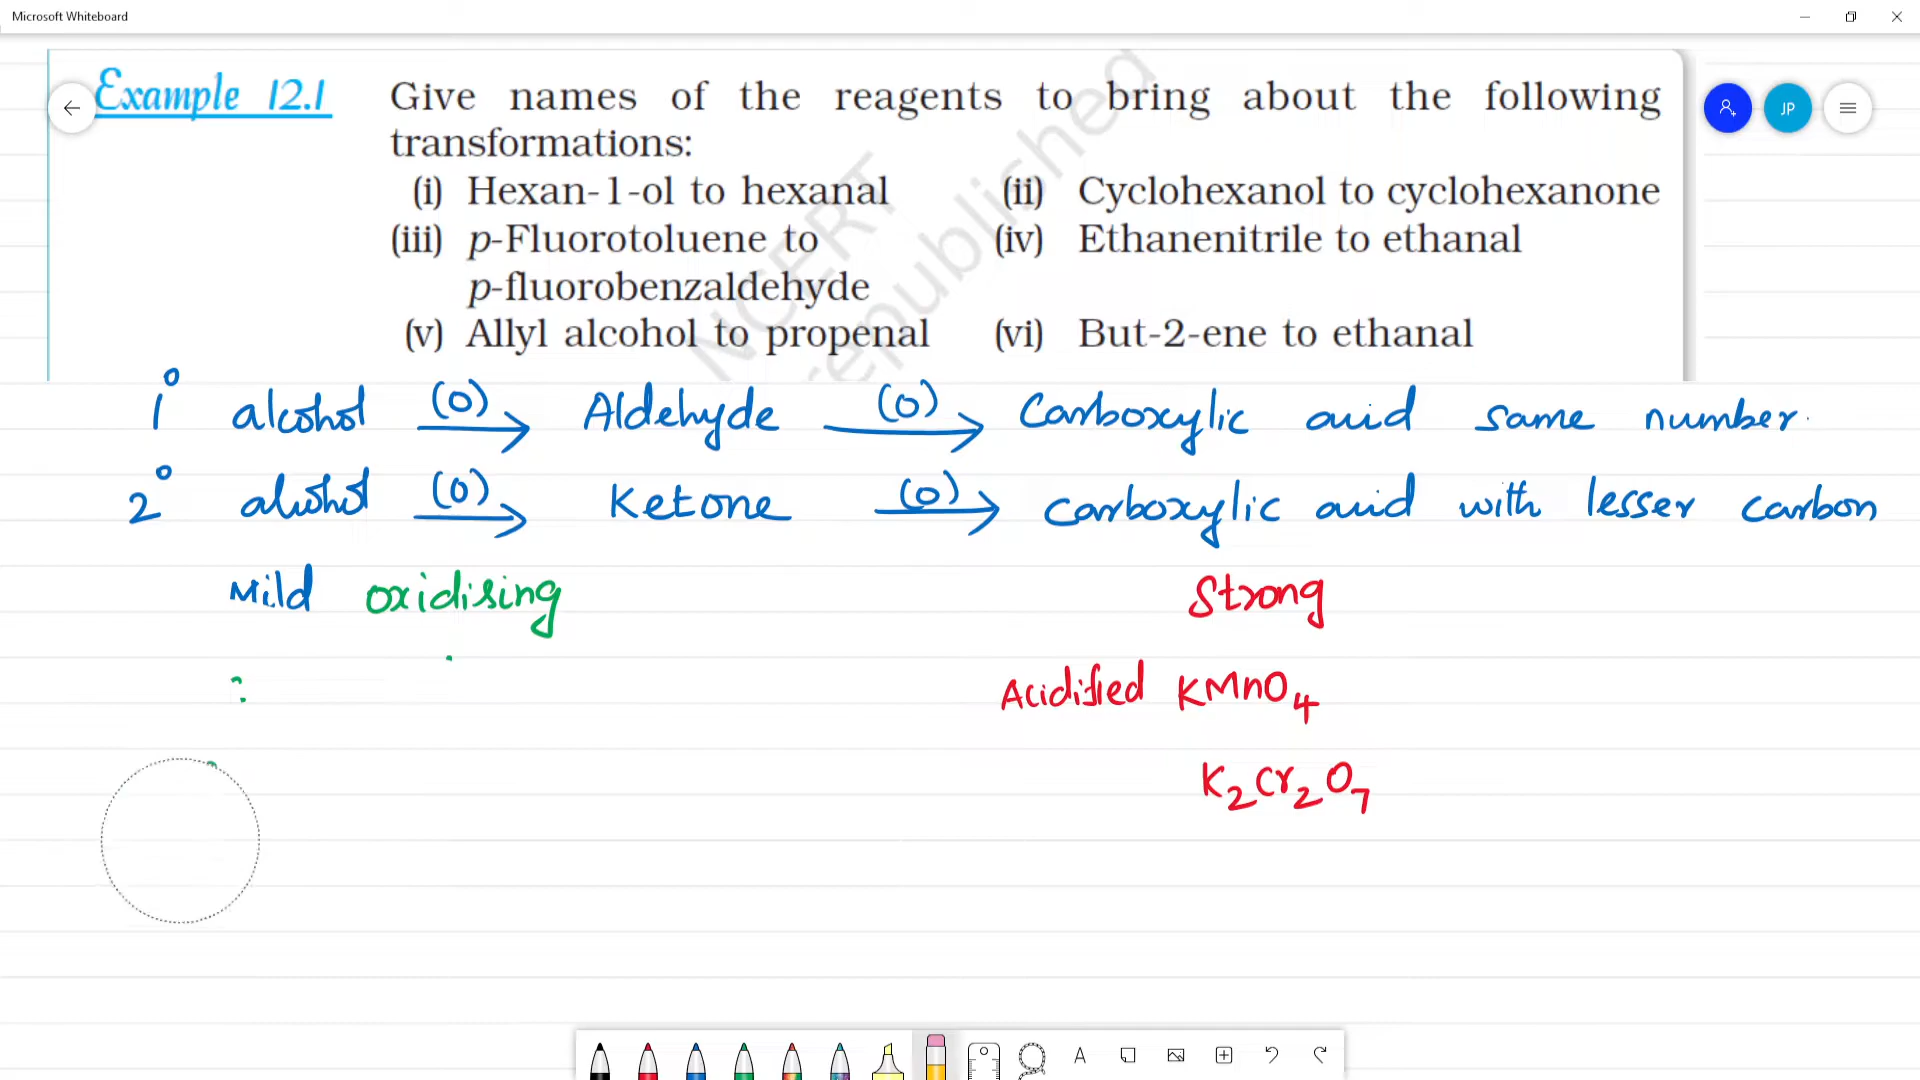 Microsoft Whiteboard
Example 12.1 Give names of the reagents to bring about the following
transformations:
(i) Hexan-1-ol to hexanal (ii) Cyclohexanol to cyclohexanone
(iii) p-Fluorotoluene to (iv) Ethanenitrile to ethanal
p-fluorobenzaldehyde
(v) Allyl alcohol to propenal (vi) But-2-ene to ethanal
NCERT
republished
JP
1° alcohol (O) → Aldehyde (O) → Carboxylic acid same number.
2° alcohol (O) → Ketone (O) → carboxylic acid with lesser carbon
Mild oxidising Strong
Acidified KMnO4
K2Cr2O7
A